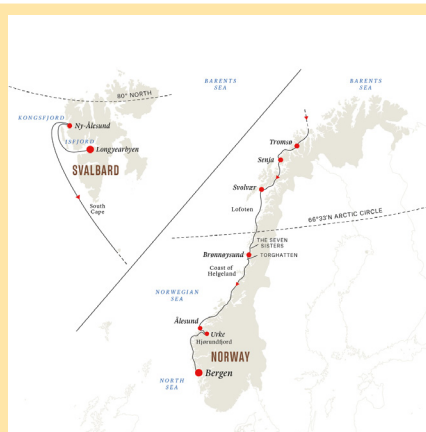 80° NORTH
BARENTS
SEA
BARENTS
SEA
KONGSFJORD
Ny-Ålesund
ISFJORD
Longyearbyen
SVALBARD
South
Cape
Tromsø
Senja
Svolvær
Lofoten
66°33'N ARCTIC CIRCLE
THE SEVEN
SISTERS
Brønnøysund
TORGHATTEN
Coast of
Helgeland
NORWEGIAN
SEA
Ålesund
Urke
Hjørundfjord
NORWAY
Bergen
NORTH
SEA